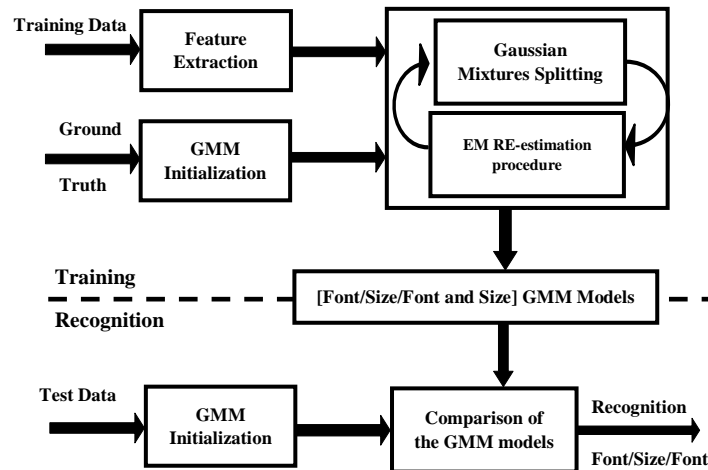 Training Data
Feature
Extraction
Gaussian
Mixtures Splitting
Ground
Truth
GMM
Initialization
EM RE-estimation
procedure
Training
[Font/Size/Font and Size] GMM Models
Recognition
Test Data
GMM
Initialization
Comparison of
the GMM models
Recognition
Font/Size/Font